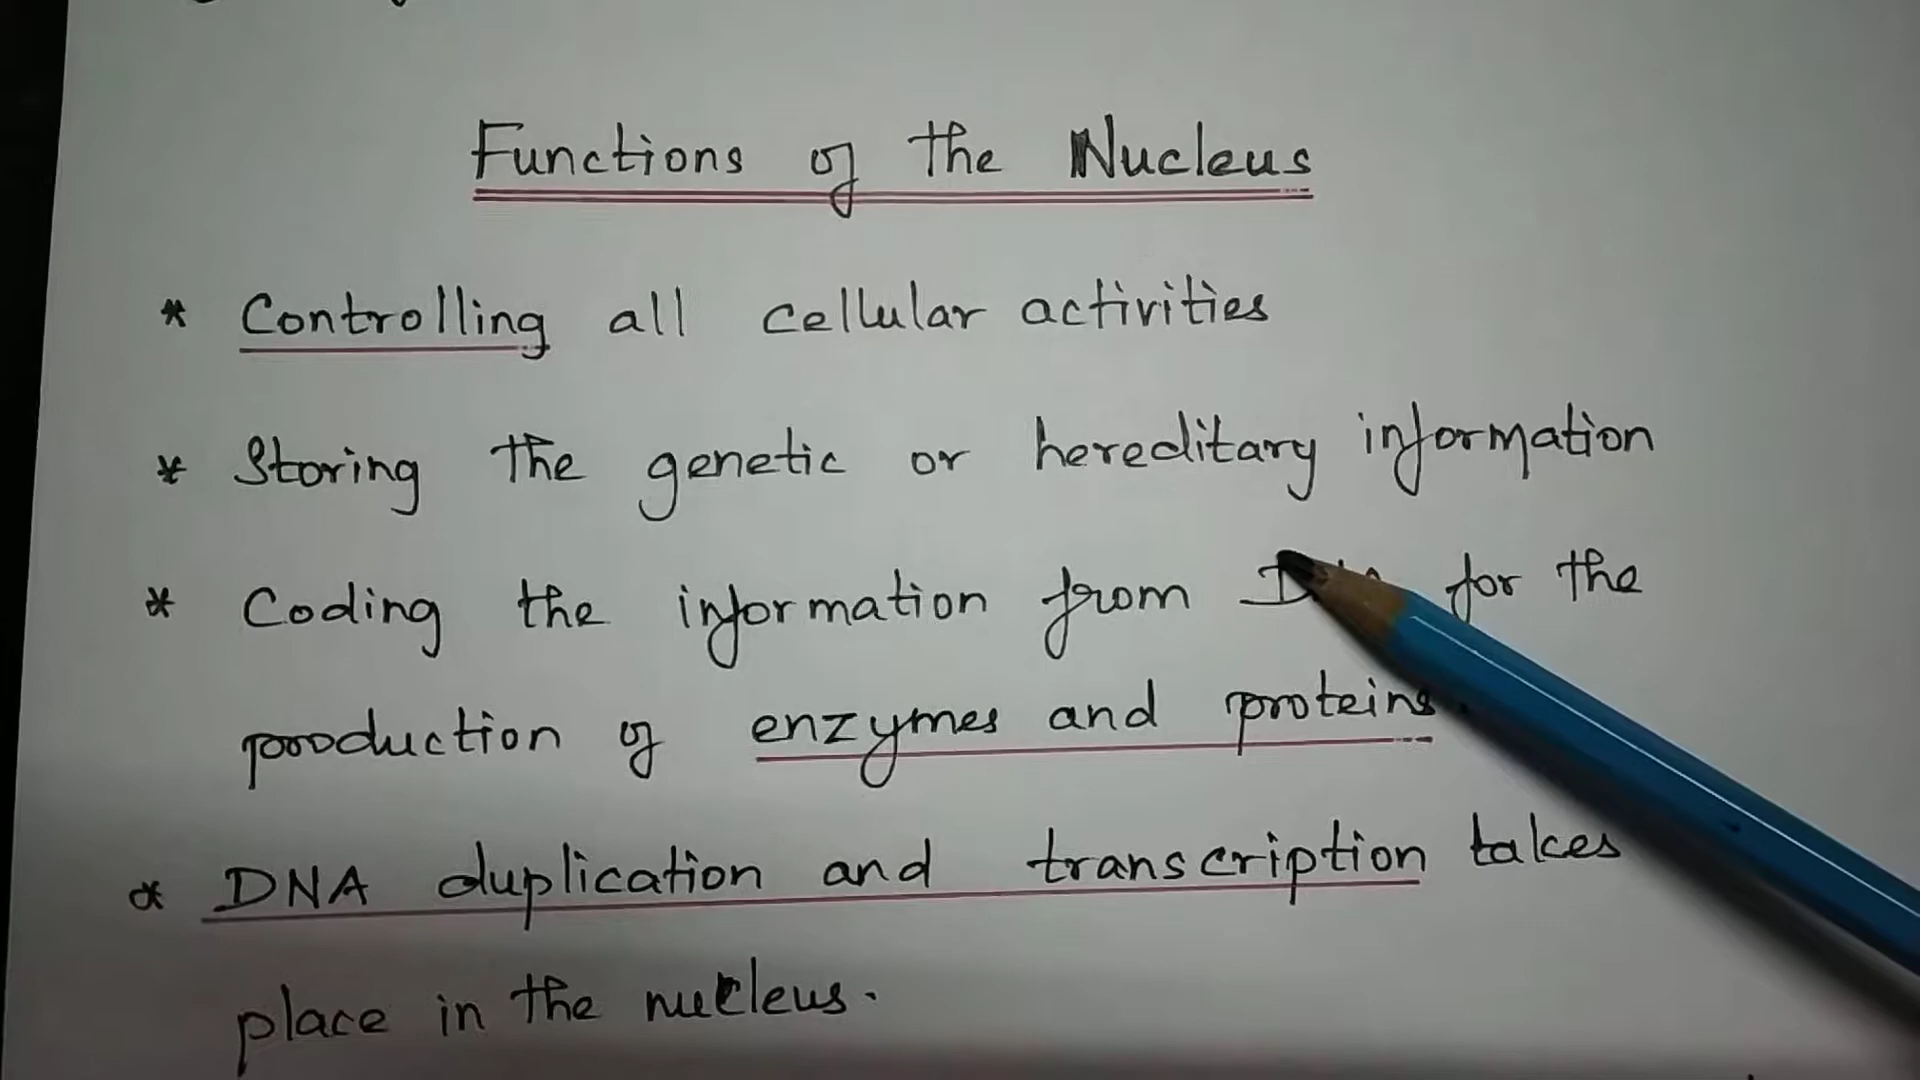 Functions of the Nucleus
* Controlling all cellular activities
* Storing the genetic or hereditary information
* Coding the information from for the
production of enzymes and proteins.
* DNA duplication and transcription takes
place in the nucleus.